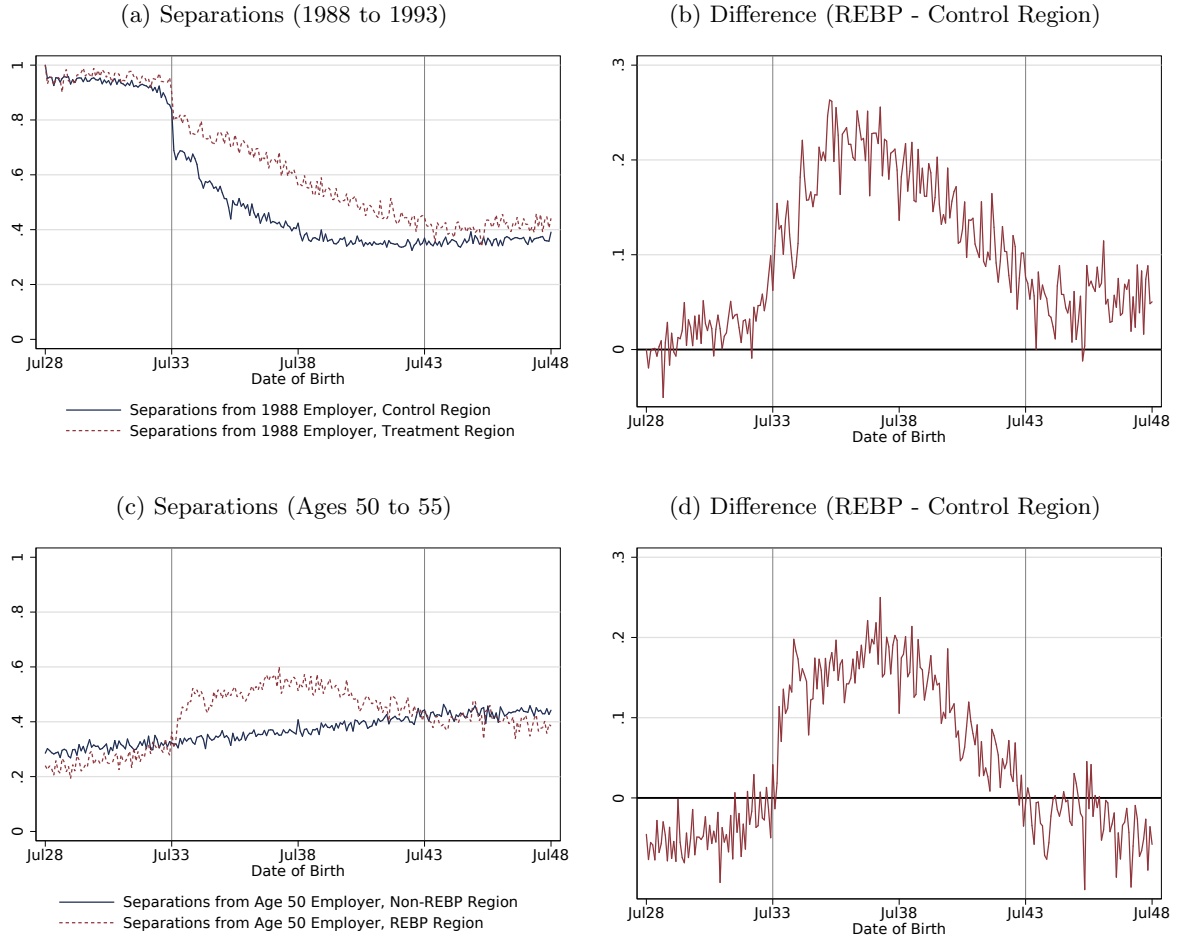 (a) Separations (1988 to 1993)
1
.8
.6
.4
.2
0
Jul28 Jul33 Jul38 Jul43 Jul48
Date of Birth
Separations from 1988 Employer, Control Region
Separations from 1988 Employer, Treatment Region
(b) Difference (REBP - Control Region)
.3
.2
.1
0
Jul28 Jul33 Jul38 Jul43 Jul48
Date of Birth
(c) Separations (Ages 50 to 55)
1
.8
.6
.4
.2
0
Jul28 Jul33 Jul38 Jul43 Jul48
Date of Birth
Separations from Age 50 Employer, Non-REBP Region
Separations from Age 50 Employer, REBP Region
(d) Difference (REBP - Control Region)
.3
.2
.1
0
Jul28 Jul33 Jul38 Jul43 Jul48
Date of Birth